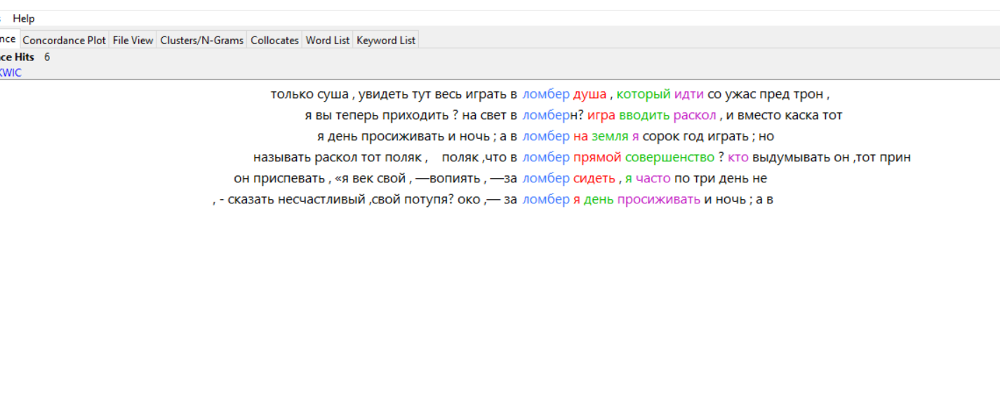 Help
nce Concordance Plot File View Clusters/N-Grams Collocates Word List Keyword List
ce Hits 6
KWIC
только суша , увидеть тут весь играть в ломбер душа , который идти со ужас пред трон ,
я вы теперь приходить ? на свет в ломберн? игра вводить раскол , и вместо каска тот
я день просиживать и ночь ; а в ломбер на земля я сорок год играть ; но
называть раскол тот поляк , поляк ,что в ломбер прямой совершенство ? кто выдумывать он ,тот прин
он приспевать , «я век свой , —вопиять , —за ломбер сидеть , я часто по три день не
, - сказать несчастливый ,свой потупя? око ,— за ломбер я день просиживать и ночь ; а в